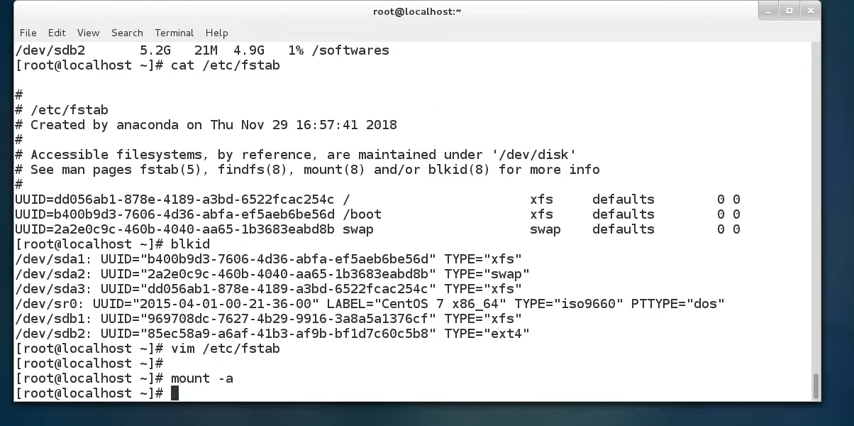 root@localhost:~
File Edit View Search Terminal Help
/dev/sdb2 5.2G 21M 4.9G 1% /softwares
[root@localhost ~]# cat /etc/fstab
#
# /etc/fstab
# Created by anaconda on Thu Nov 29 16:57:41 2018
#
# Accessible filesystems, by reference, are maintained under '/dev/disk'
# See man pages fstab(5), findfs(8), mount(8) and/or blkid(8) for more info
#
UUID=dd056ab1-878e-4189-a3bd-6522fcac254c / xfs defaults 0 0
UUID=b400b9d3-7606-4d36-abfa-ef5aeb6be56d /boot xfs defaults 0 0
UUID=2a2e0c9c-460b-4040-aa65-1b3683eabd8b swap swap defaults 0 0
[root@localhost ~]# blkid
/dev/sda1: UUID="b400b9d3-7606-4d36-abfa-ef5aeb6be56d" TYPE="xfs"
/dev/sda2: UUID="2a2e0c9c-460b-4040-aa65-1b3683eabd8b" TYPE="swap"
/dev/sda3: UUID="dd056ab1-878e-4189-a3bd-6522fcac254c" TYPE="xfs"
/dev/sr0: UUID="2015-04-01-00-21-36-00" LABEL="CentOS 7 x86_64" TYPE="iso9660" PTTYPE="dos"
/dev/sdb1: UUID="969708dc-7627-4b29-9916-3a8a5a1376cf" TYPE="xfs"
/dev/sdb2: UUID="85ec58a9-a6af-41b3-af9b-bf1d7c60c5b8" TYPE="ext4"
[root@localhost ~]# vim /etc/fstab
[root@localhost ~]#
[root@localhost ~]# mount -a
[root@localhost ~]#